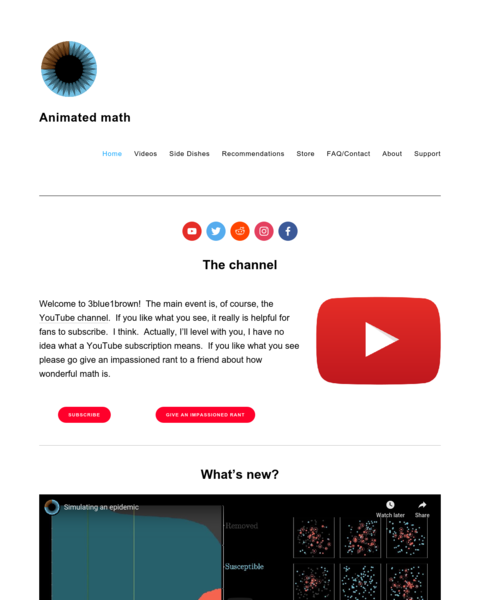 Animated math
Home Videos Side Dishes Recommendations Store FAQ/Contact About Support
The channel
Welcome to 3blue1brown!  The main event is, of course, the
YouTube channel.  If you like what you see, it really is helpful for
fans to subscribe.  I think.  Actually, I'll level with you, I have no
idea what a YouTube subscription means.  If you like what you see
please go give an impassioned rant to a friend about how
wonderful math is.
SUBSCRIBE GIVE AN IMPASSIONED RANT
What's new?
Simulating an epidemic
Watch later Share
Removed
Susceptible